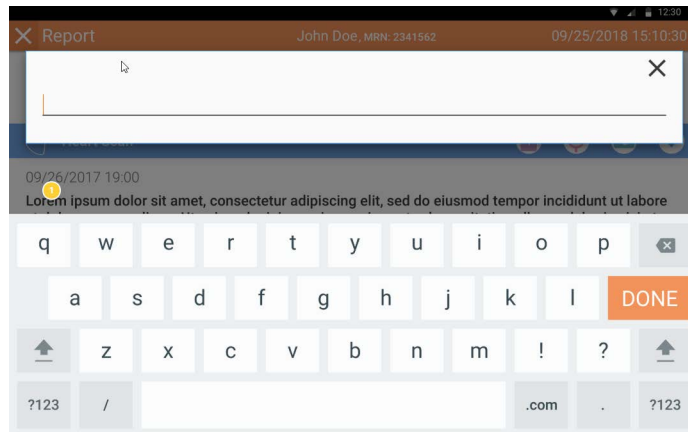 12:30
Report John Doe, MRN: 2341562 09/25/2018 15:10:30
09/26/2017 19:00
1
Lorem ipsum dolor sit amet, consectetur adipiscing elit, sed do eiusmod tempor incididunt ut labore
q w e r t y u i o p
a s d f g h j k l DONE
z x c v b n m ! ?
?123 / .com . ?123